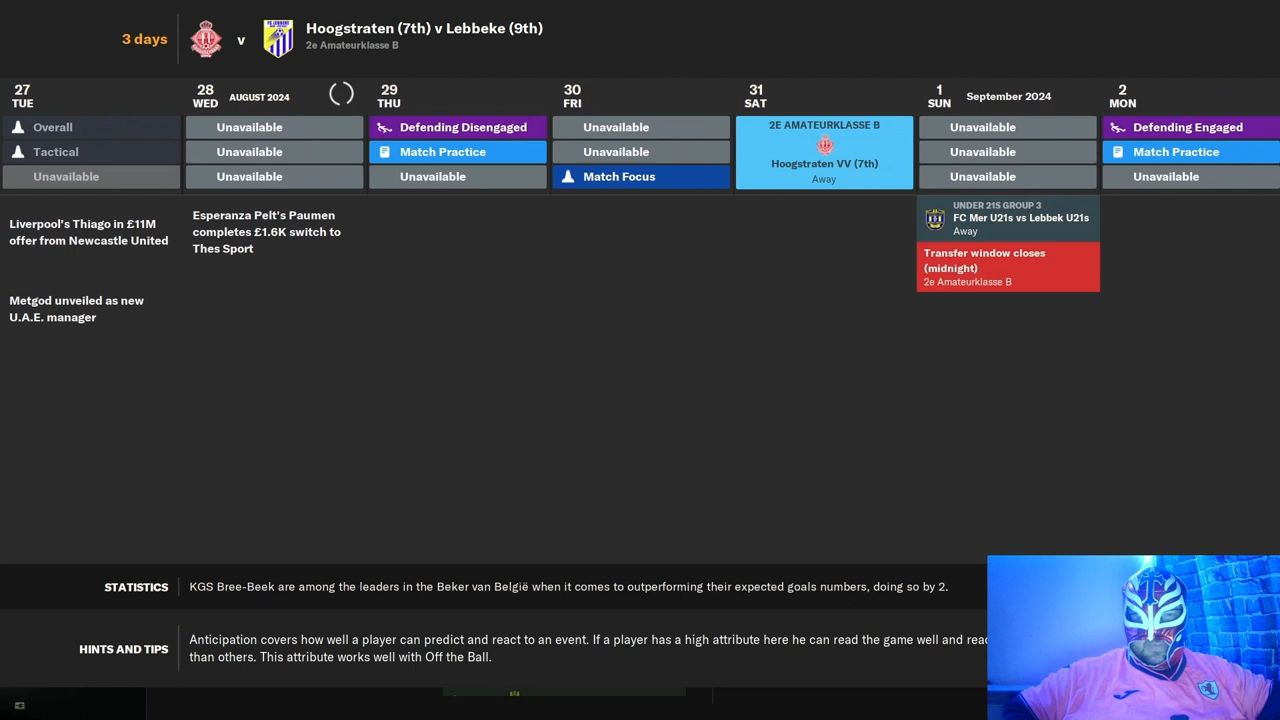 3 days
v
Hoogstraten (7th) v Lebbeke (9th)
2e Amateurklasse B
27
TUE
28
WED
AUGUST 2024
29
THU
30
FRI
31
SAT
1
SUN
September 2024
2
MON
Overall
Tactical
Unavailable
Unavailable
Unavailable
Unavailable
Defending Disengaged
Match Practice
Unavailable
Unavailable
Unavailable
Match Focus
2E AMATEURKLASSE B
Hoogstraten VV (7th)
Away
Unavailable
Unavailable
Unavailable
Defending Engaged
Match Practice
Unavailable
Liverpool's Thiago in £11M
offer from Newcastle United
Metgod unveiled as new
U.A.E. manager
Esperanza Pelt's Paumen
completes £1.6K switch to
Thes Sport
UNDER 21S GROUP 3
FC Mer U21s vs Lebbek U21s
Away
Transfer window closes
(midnight)
2e Amateurklasse B
STATISTICS
KGS Bree-Beek are among the leaders in the Beker van België when it comes to outperforming their expected goals numbers, doing so by 2.
HINTS AND TIPS
Anticipation covers how well a player can predict and react to an event. If a player has a high attribute here he can read the game well and
than others. This attribute works well with Off the Ball.